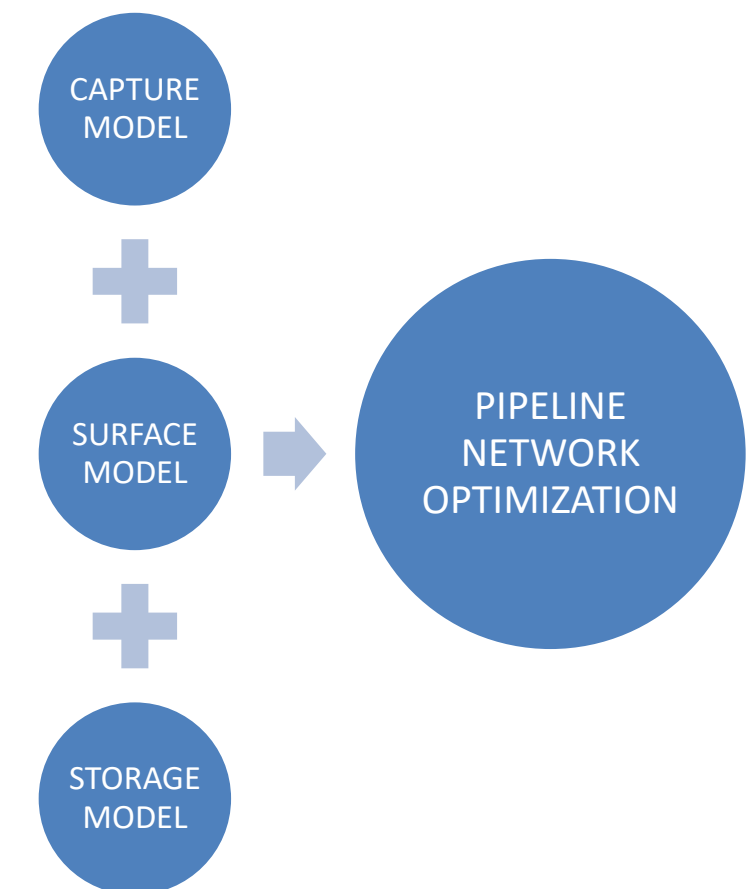 CAPTURE
MODEL
SURFACE
MODEL
PIPELINE
NETWORK
OPTIMIZATION
STORAGE
MODEL